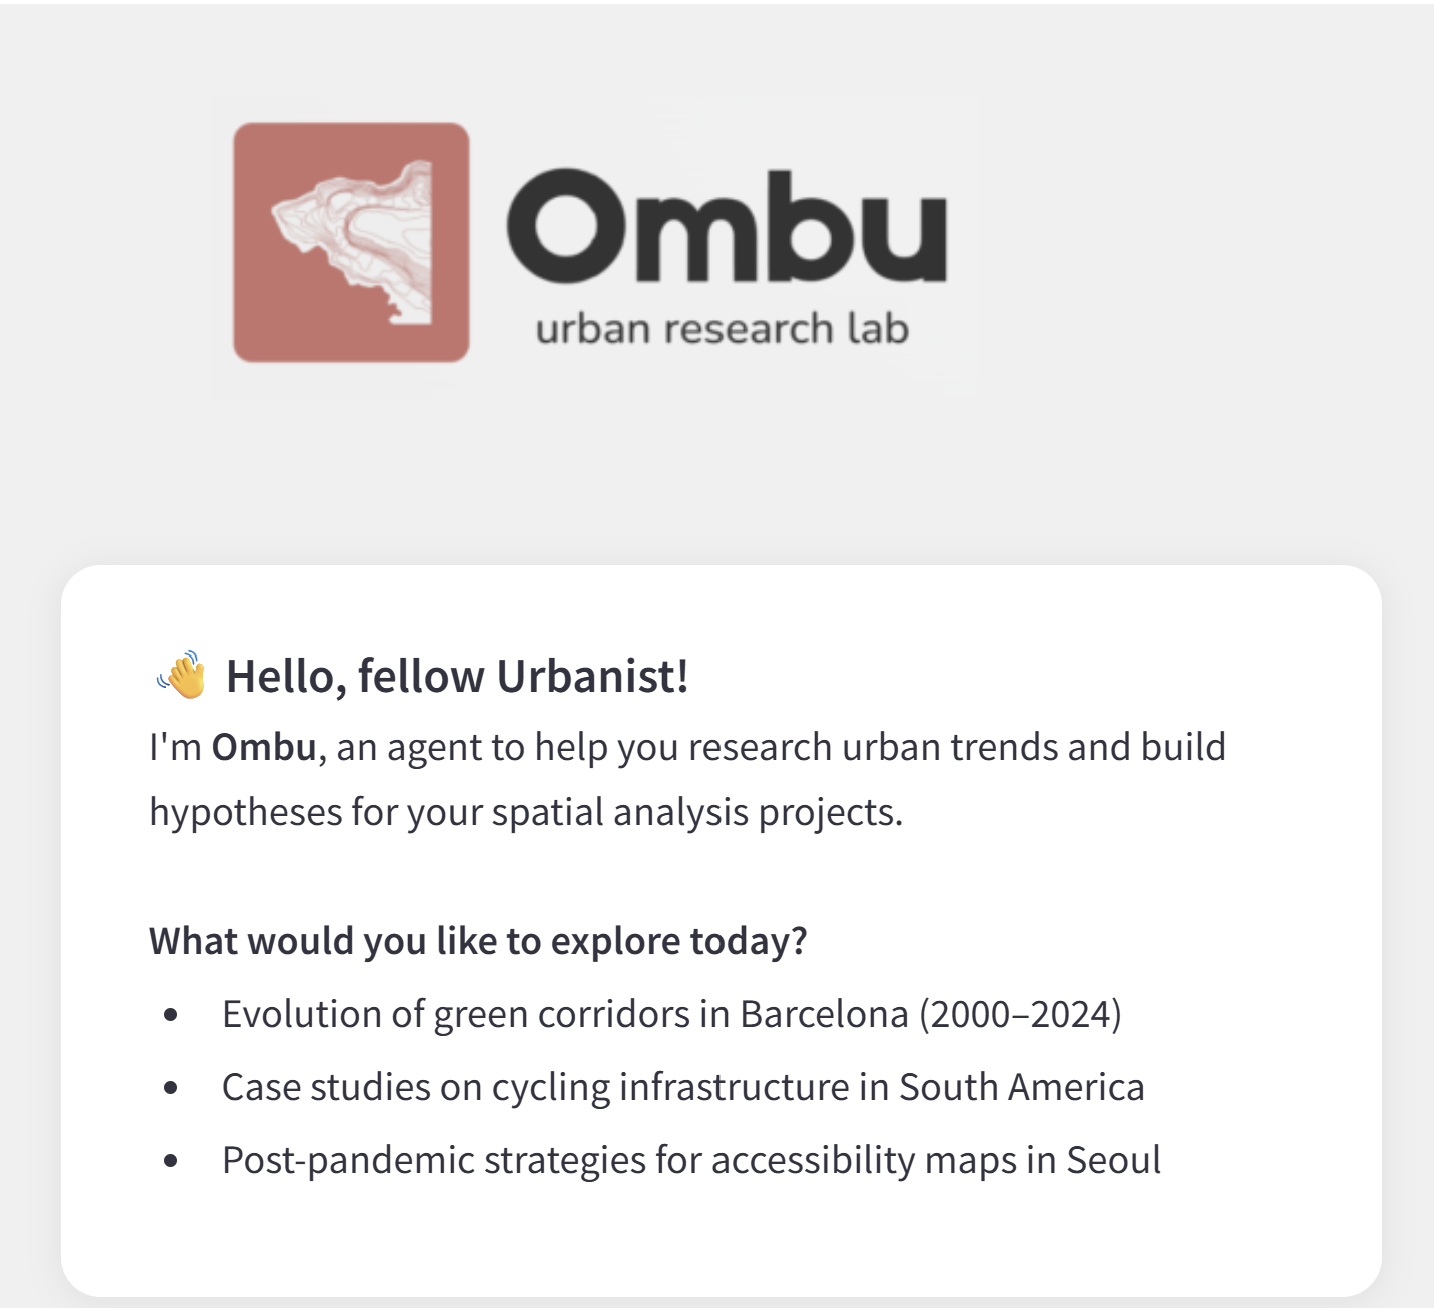 Ombu
urban research lab
👋 Hello, fellow Urbanist!
I'm Ombu, an agent to help you research urban trends and build
hypotheses for your spatial analysis projects.
What would you like to explore today?
• Evolution of green corridors in Barcelona (2000–2024)
• Case studies on cycling infrastructure in South America
• Post-pandemic strategies for accessibility maps in Seoul